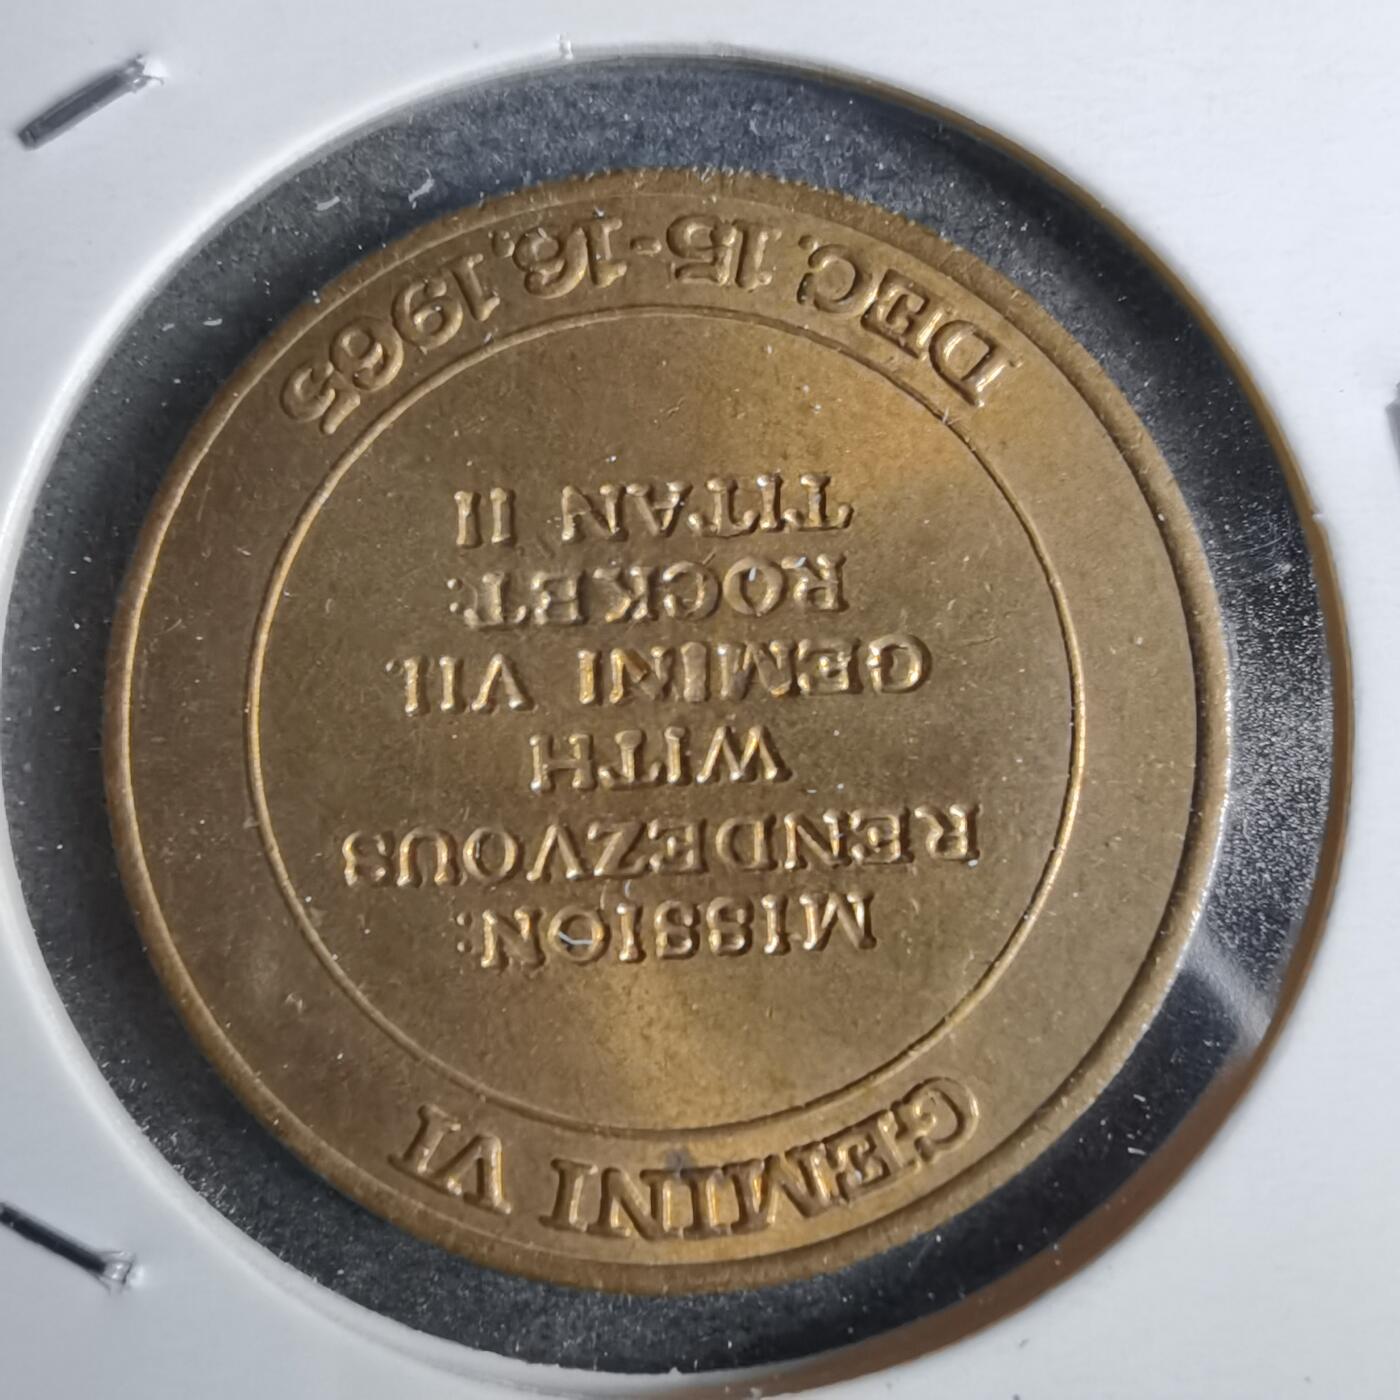 GEMINI VI
MISSION:
RENDEZVOUS
WITH
GEMINI VII.
ROCKET:
TITAN II
DEC. 15-16, 1965